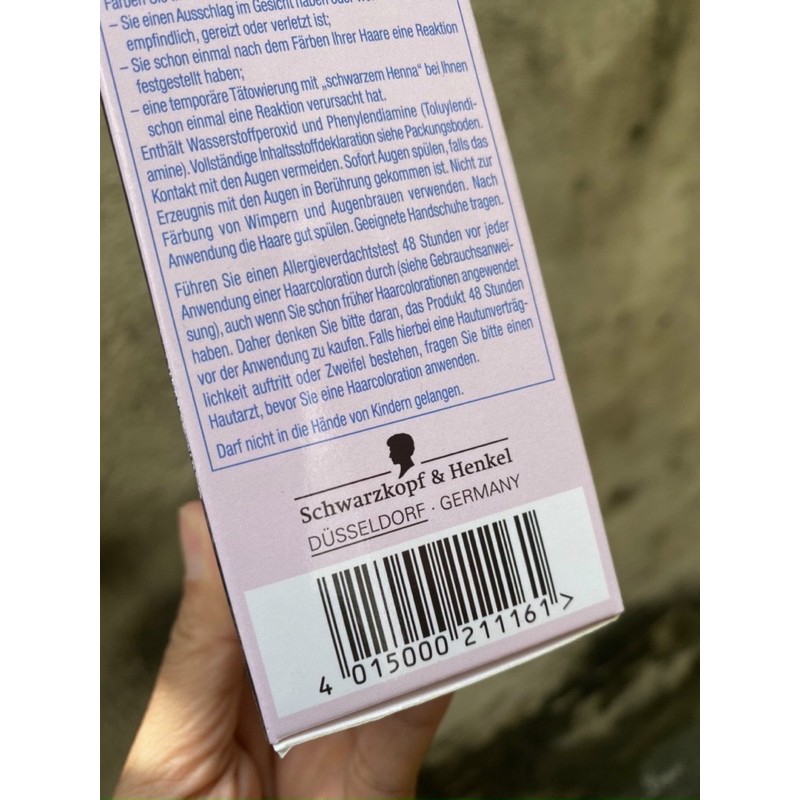 – Sie einen Ausschlag im Gesicht haben oder
empfindlich, gereizt oder verletzt ist;
– Sie schon einmal nach dem Färben Ihrer Haare eine Reaktion
festgestellt haben;
– eine temporäre Tätowierung mit „schwarzem Henna“ bei Ihnen
schon einmal eine Reaktion verursacht hat.
Enthält Wasserstoffperoxid und Phenylendiamine (Toluylendi-
amine). Vollständige Inhaltsstoffdeklaration siehe Packungsboden.
Kontakt mit den Augen vermeiden. Sofort Augen spülen, falls das
Erzeugnis mit den Augen in Berührung gekommen ist. Nicht zur
Färbung von Wimpern und Augenbrauen verwenden. Nach
Anwendung die Haare gut spülen. Geeignete Handschuhe tragen.
Führen Sie einen Allergieverdachtstest 48 Stunden vor jeder
Anwendung einer Haarcoloration durch (siehe Gebrauchsanwei-
sung), auch wenn Sie schon früher Haarcolorationen angewendet
haben. Daher denken Sie bitte daran, das Produkt 48 Stunden
vor der Anwendung zu kaufen. Falls hierbei eine Hautunverträg-
lichkeit auftritt oder Zweifel bestehen, fragen Sie bitte einen
Hautarzt, bevor Sie eine Haarcoloration anwenden.
Darf nicht in die Hände von Kindern gelangen.
Schwarzkopf & Henkel
DÜSSELDORF · GERMANY
4 015000 211161 >